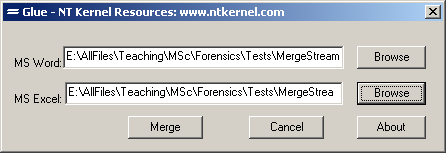 Glue - NT Kernel Resources: www.ntkernel.com
MS Word: E:\AllFiles\Teaching\MSc\Forensics\Tests\MergeStream Browse
MS Excel: E:\AllFiles\Teaching\MSc\Forensics\Tests\MergeStrea Browse
Merge Cancel About